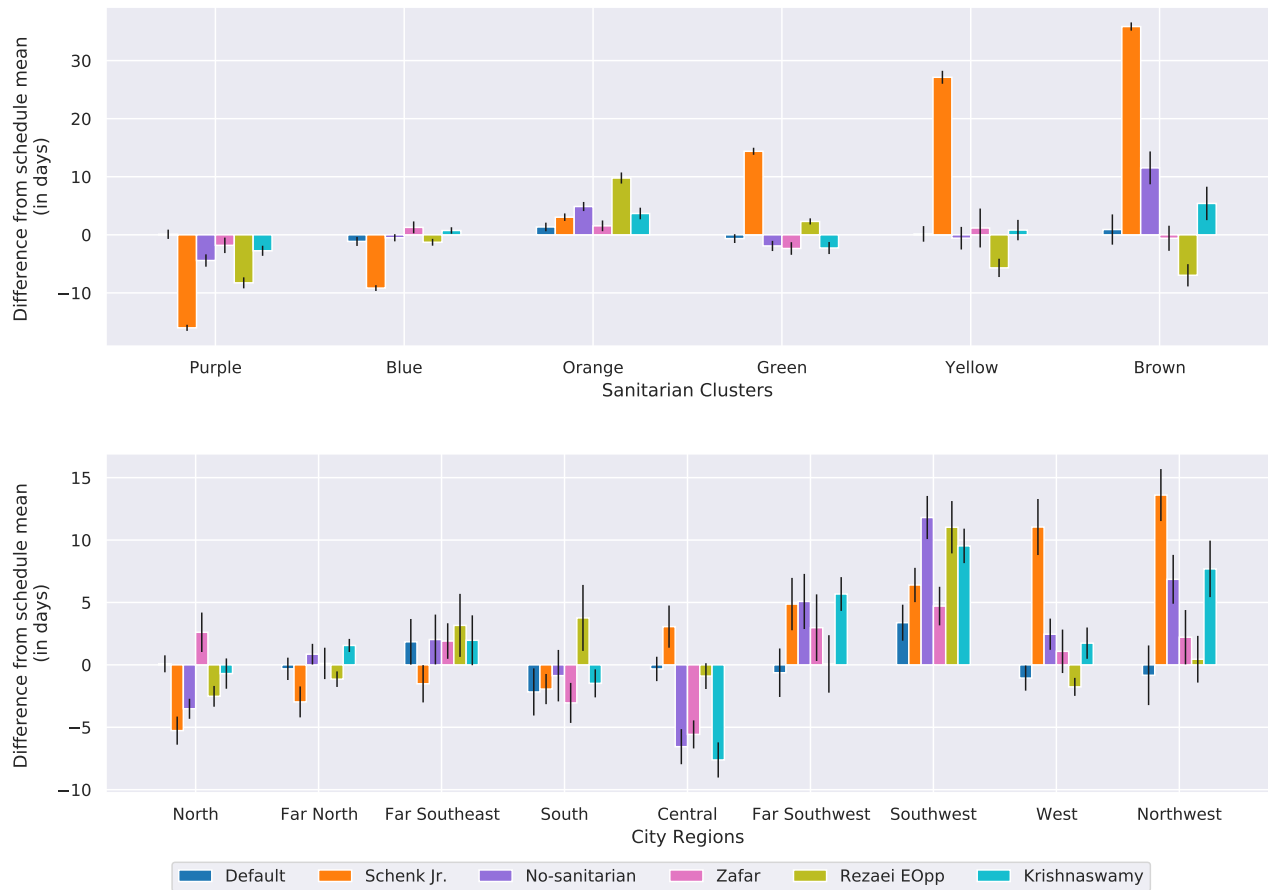 Difference from schedule mean
(in days)
30
20
10
0
−10
Purple Blue Orange Green Yellow Brown
Sanitarian Clusters
Difference from schedule mean
(in days)
15
10
5
0
−5
−10
North Far North Far Southeast South Central Far Southwest Southwest West Northwest
City Regions
Default Schenk Jr. No-sanitarian Zafar Rezaei EOpp Krishnaswamy